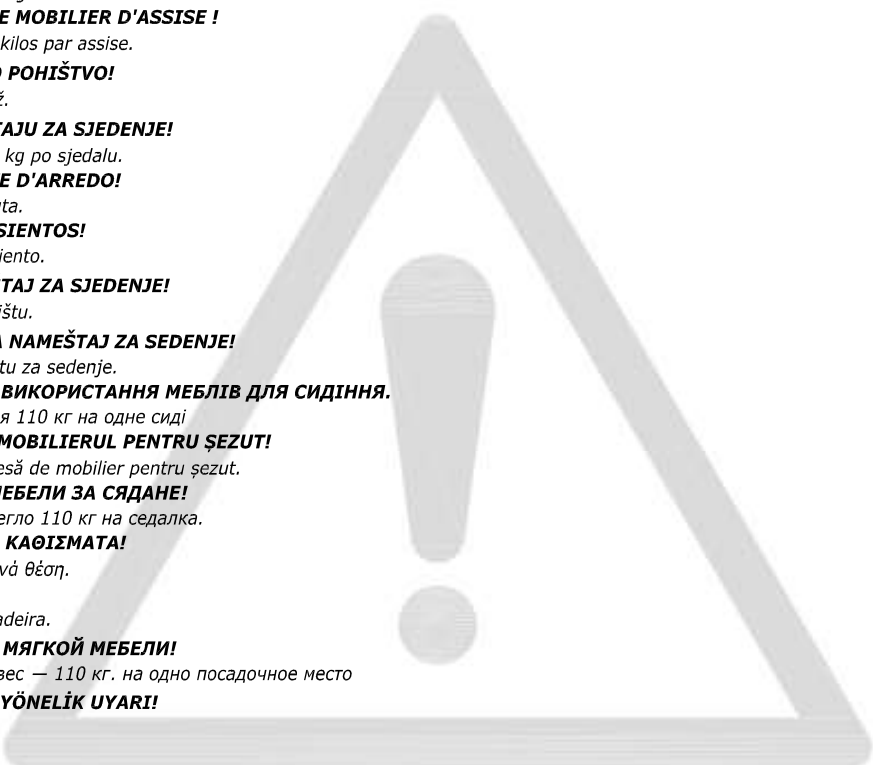 E MOBILIER D'ASSISE !
kilos par assise.
POHIŠTVO!
ž.
TAJU ZA SJEDENJE!
kg po sjedalu.
E D'ARREDO!
ta.
SIENTOS!
iento.
TAJ ZA SJEDENJE!
ištu.
NAMEŠTAJ ZA SEDENJE!
tu za sedenje.
ВИКОРИСТАННЯ МЕБЛІВ ДЛЯ СИДІННЯ.
я 110 кг на одне сиді
MOBILIERUL PENTRU ȘEZUT!
esă de mobilier pentru șezut.
МЕБЕЛИ ЗА СЯДАНЕ!
егло 110 кг на седалка.
ΚΑΘΙΣΜΑΤΑ!
νά θέση.
adeira.
МЯГКОЙ МЕБЕЛИ!
вес — 110 кг. на одно посадочное место
YÖNELİK UYARI!